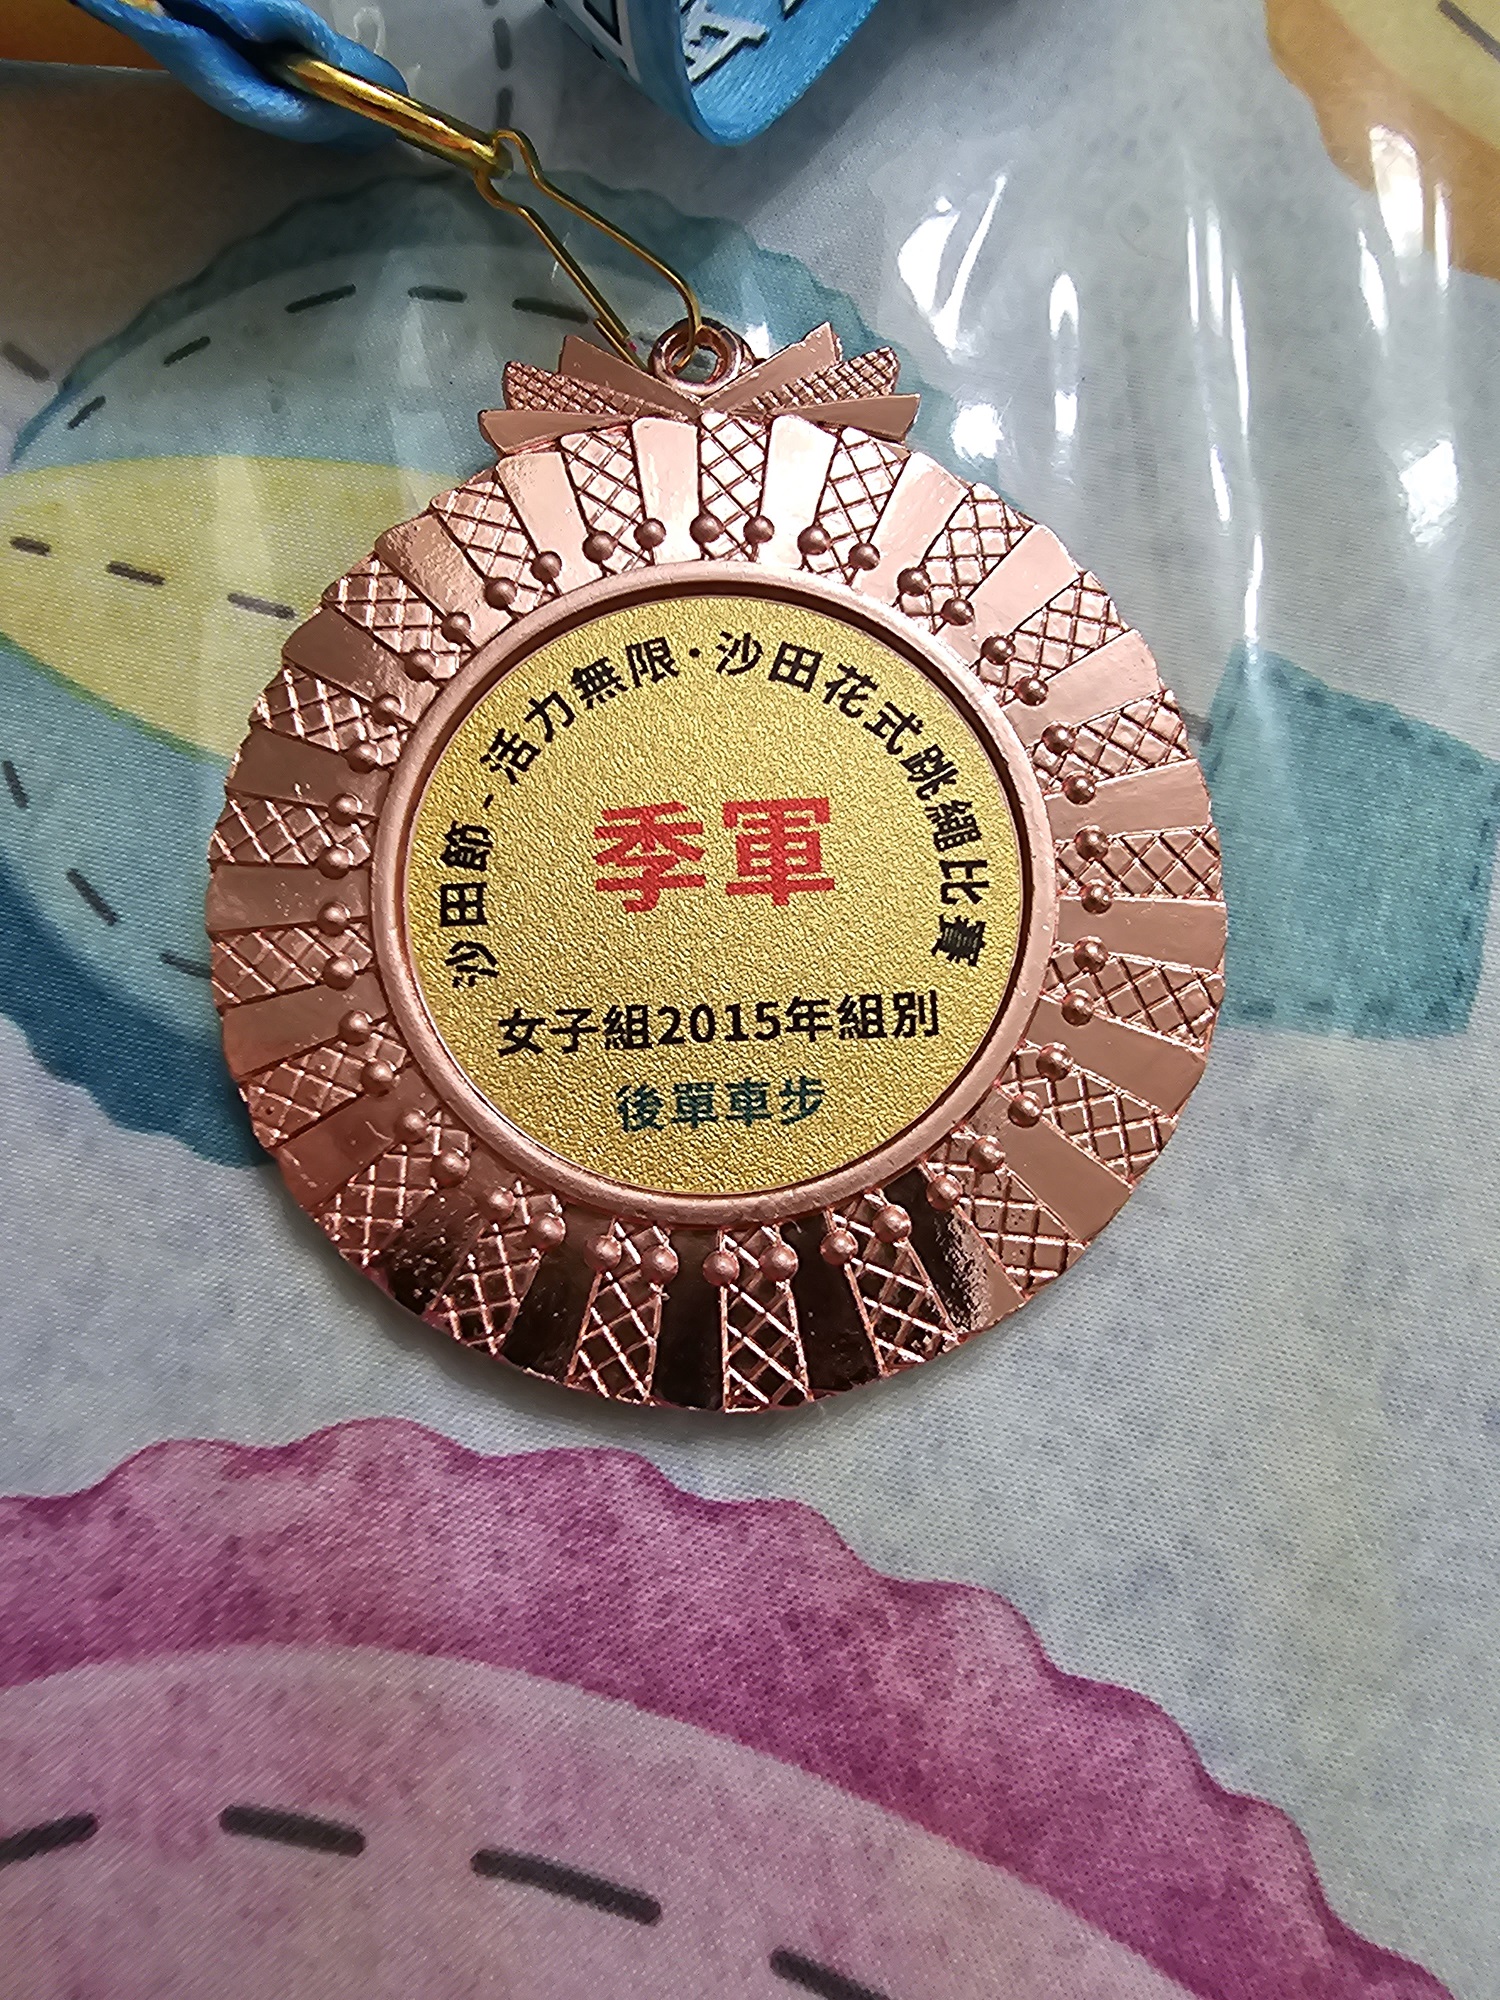 沙田節-活力無限·沙田花式跳繩比賽
季軍
女子組2015年組別
後單車步